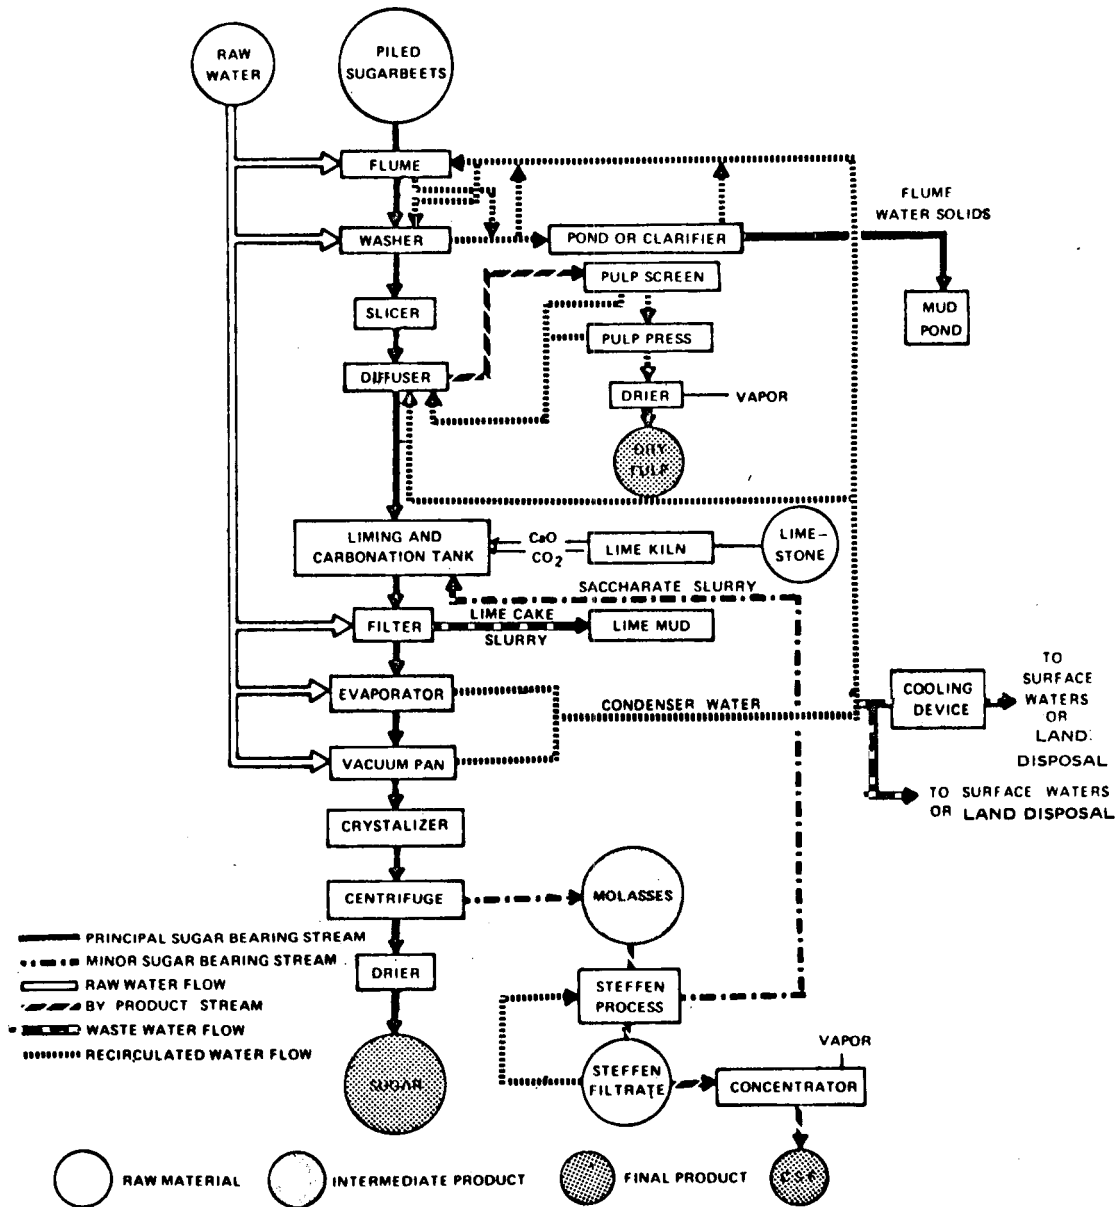 RAW
WATER
PILED
SUGARBEETS
FLUME
FLUME
WATER SOLIDS
WASHER
POND OR CLARIFIER
PULP SCREEN
MUD
POND
SLICER
PULP PRESS
DIFFUSER
DRIER
VAPOR
DRY
PULP
LIMING AND
CARBONATION TANK
CaO
CO2
LIME KILN
LIME-
STONE
SACCHARATE SLURRY
FILTER
LIME CAKE
SLURRY
LIME MUD
EVAPORATOR
CONDENSER WATER
COOLING
DEVICE
TO
SURFACE
WATERS
OR
LAND
DISPOSAL
VACUUM PAN
TO SURFACE WATERS
OR LAND DISPOSAL
CRYSTALIZER
CENTRIFUGE
MOLASSES
PRINCIPAL SUGAR BEARING STREAM
MINOR SUGAR BEARING STREAM
RAW WATER FLOW
BY PRODUCT STREAM
WASTE WATER FLOW
RECIRCULATED WATER FLOW
DRIER
STEFFEN
PROCESS
SUGAR
STEFFEN
FILTRATE
VAPOR
CONCENTRATOR
RAW MATERIAL
INTERMEDIATE PRODUCT
FINAL PRODUCT